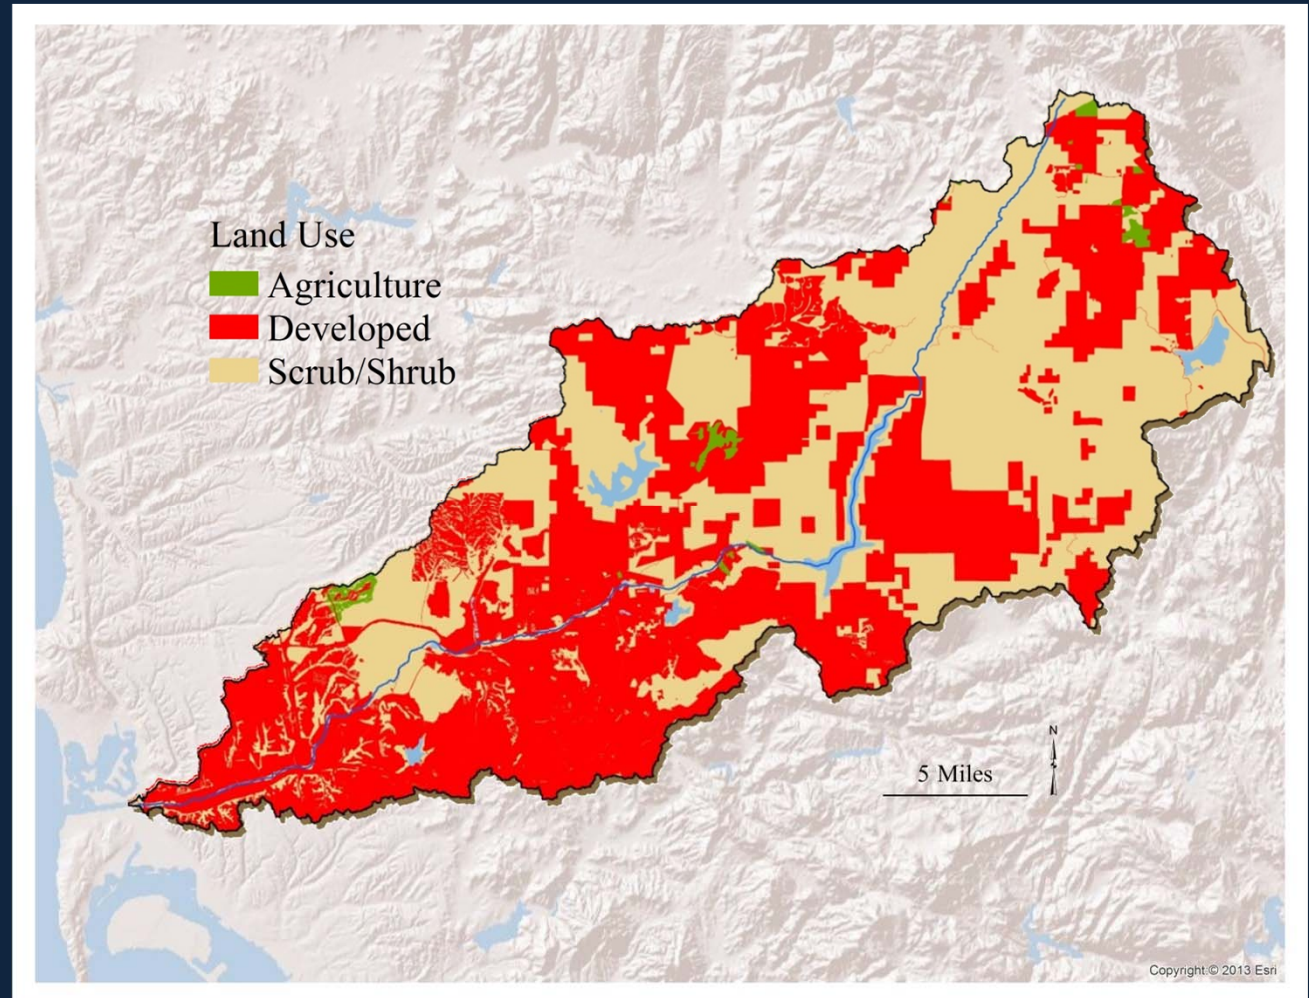 Land Use
Agriculture
Developed
Scrub/Shrub
N
5 Miles
Copyright:© 2013 Esri